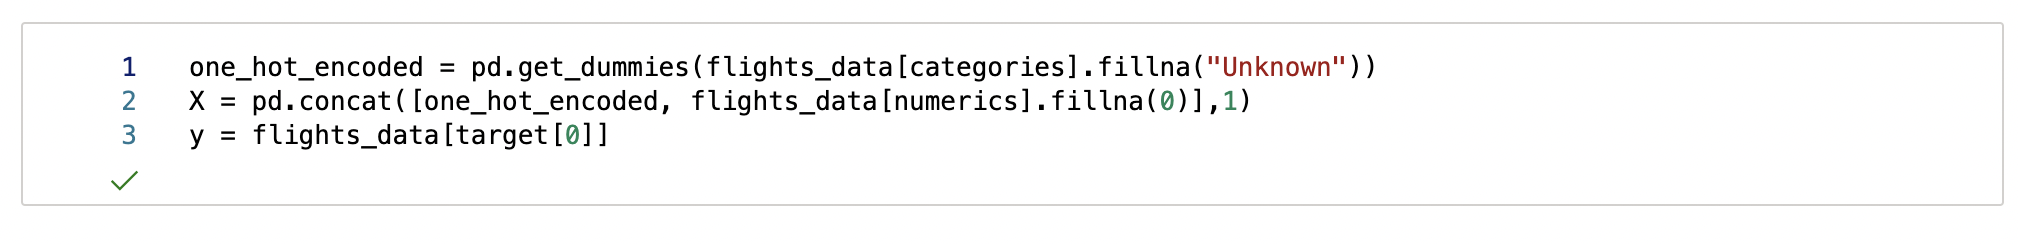 1 one_hot_encoded = pd.get_dummies(flights_data[categories].fillna("Unknown"))
2 X = pd.concat([one_hot_encoded, flights_data[numerics].fillna(0)],1)
3 y = flights_data[target[0]]